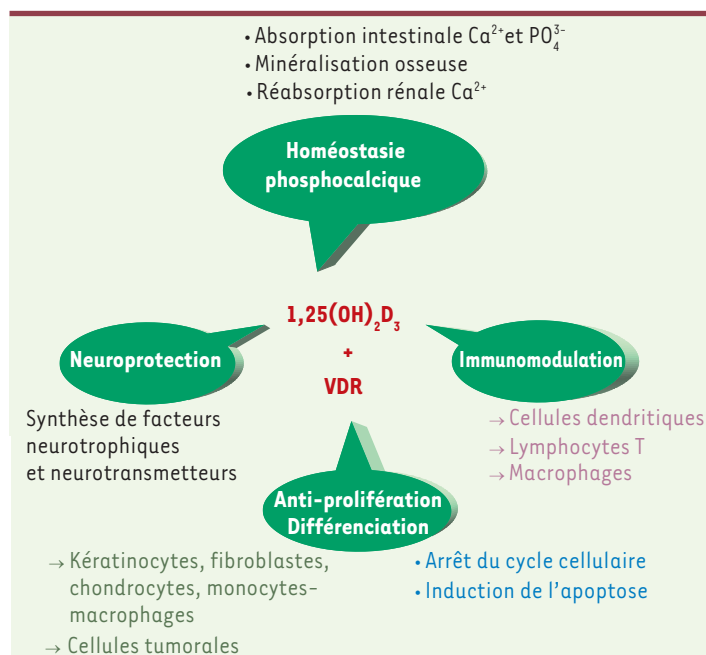 • Absorption intestinale Ca²⁺et PO₄³⁻
• Minéralisation osseuse
• Réabsorption rénale Ca²⁺
Homéostasie
phosphocalcique
1,25(OH)₂D₃
+
VDR
Neuroprotection
Synthèse de facteurs
neurotrophiques
et neurotransmetteurs
Immunomodulation
→ Cellules dendritiques
→ Lymphocytes T
→ Macrophages
Anti-prolifération
Différenciation
→ Kératinocytes, fibroblastes,
chondrocytes, monocytes-
macrophages
→ Cellules tumorales
• Arrêt du cycle cellulaire
• Induction de l’apoptose